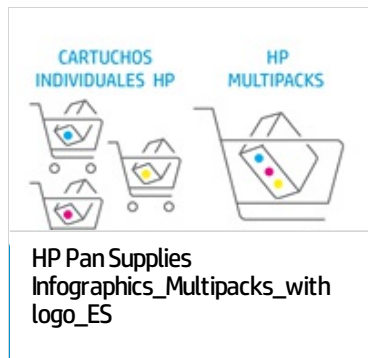 CARTUCHOS
INDIVIDUALES HP
HP
MULTIPACKS
HP Pan Supplies
Infographics_Multipacks_with
logo_ES